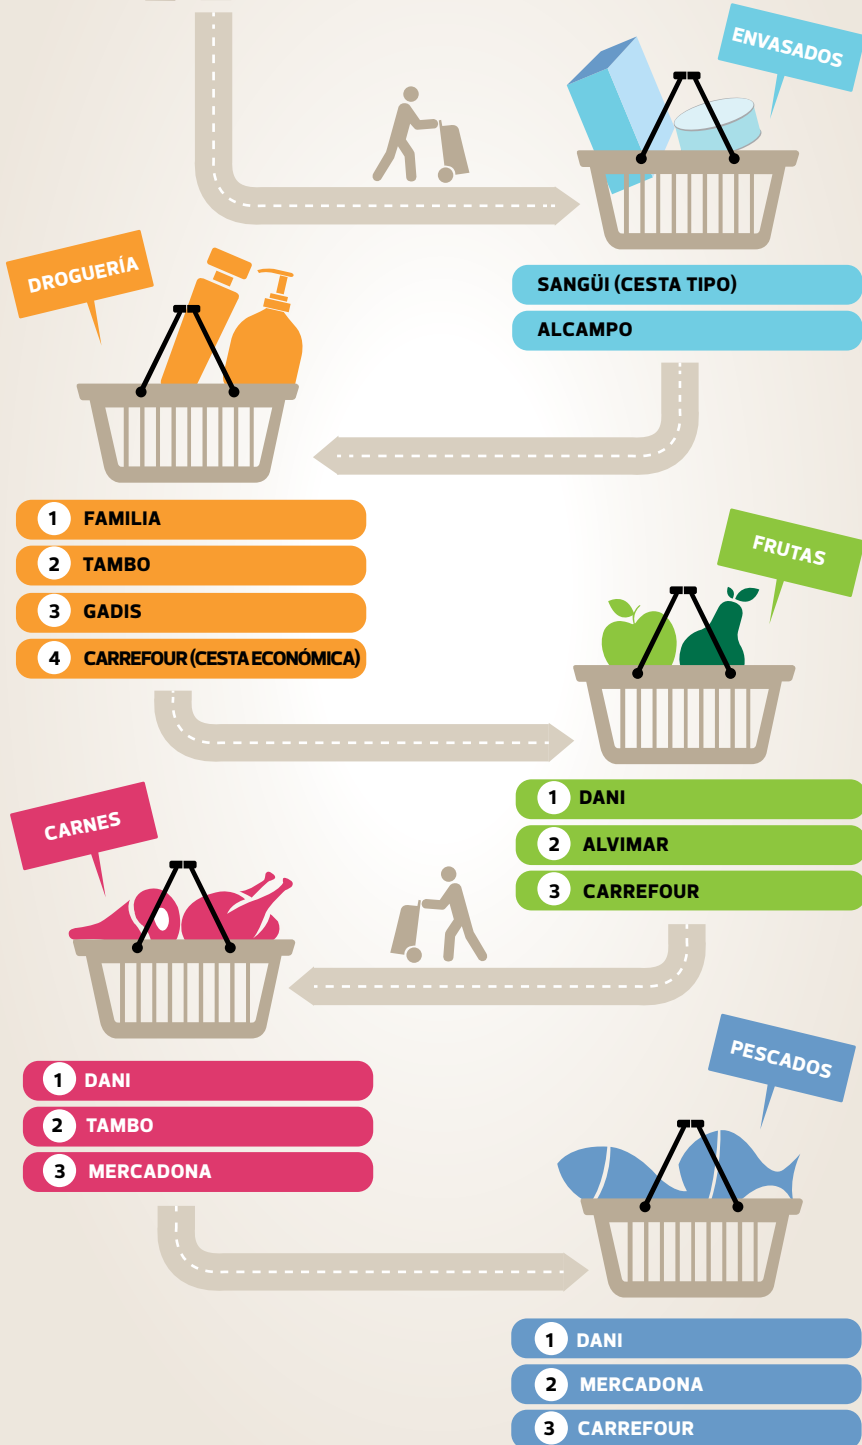 ENVASADOS
SANGÜI (CESTA TIPO)
ALCAMPO
DROGUERÍA
1 FAMILIA
2 TAMBO
3 GADIS
4 CARREFOUR (CESTA ECONÓMICA)
FRUTAS
1 DANI
2 ALVIMAR
3 CARREFOUR
CARNES
1 DANI
2 TAMBO
3 MERCADONA
PESCADOS
1 DANI
2 MERCADONA
3 CARREFOUR